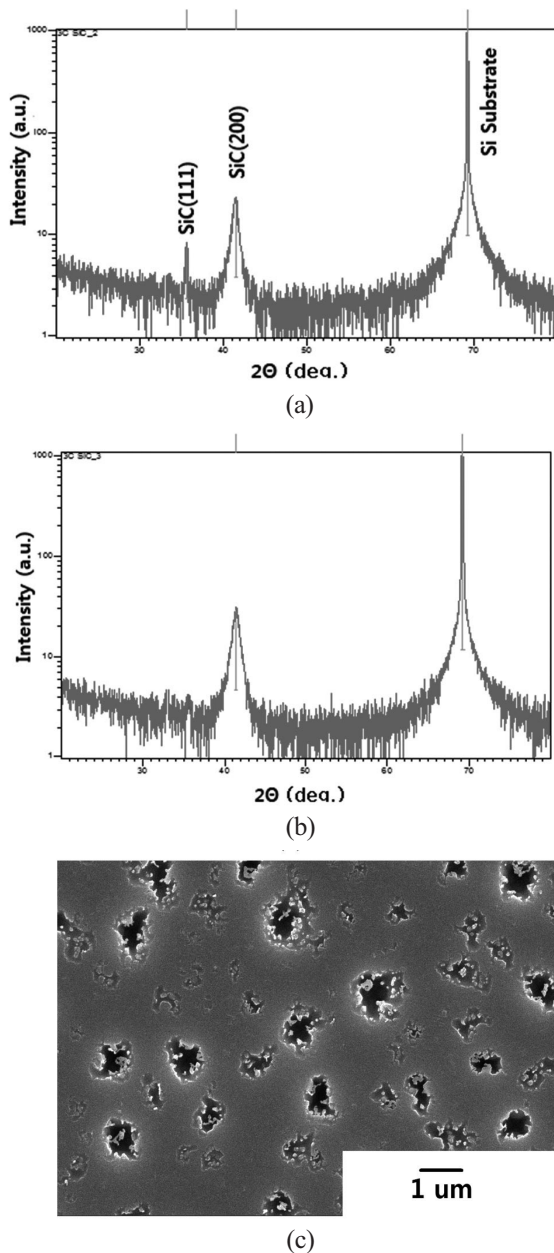 3C SiC_2
1000
100
10
1
Intensity (a.u.)
SiC(111)
SiC(200)
Si Substrate
30
40
50
60
70
2Θ (deg.)
(a)
3C SiC_3
1000
100
10
1
Intensity (a.u.)
30
40
50
60
70
2Θ (deg.)
(b)
1 um
(c)